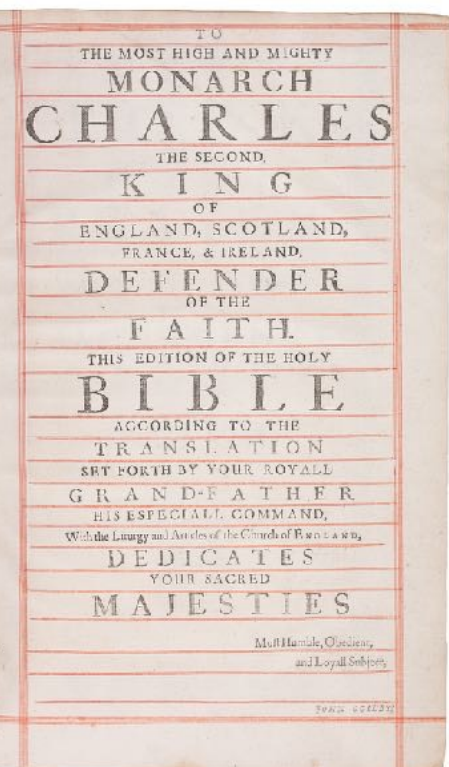 TO
THE MOST HIGH AND MIGHTY
MONARCH
CHARLES
THE SECOND,
KING
OF
ENGLAND, SCOTLAND,
FRANCE, & IRELAND,
DEFENDER
OF THE
FAITH.
THIS EDITION OF THE HOLY
BIBLE
ACCORDING TO THE
TRANSLATION
SET FORTH BY YOUR ROYALL
GRAND-FATHER
HIS ESPECIALL COMMAND,
With the Liturgy and Articles of the Church of ENGLAND,
DEDICATES
YOUR SACRED
MAJESTIES
Moſt Humble, Obedient,
and Loyall Subject,
JOHN